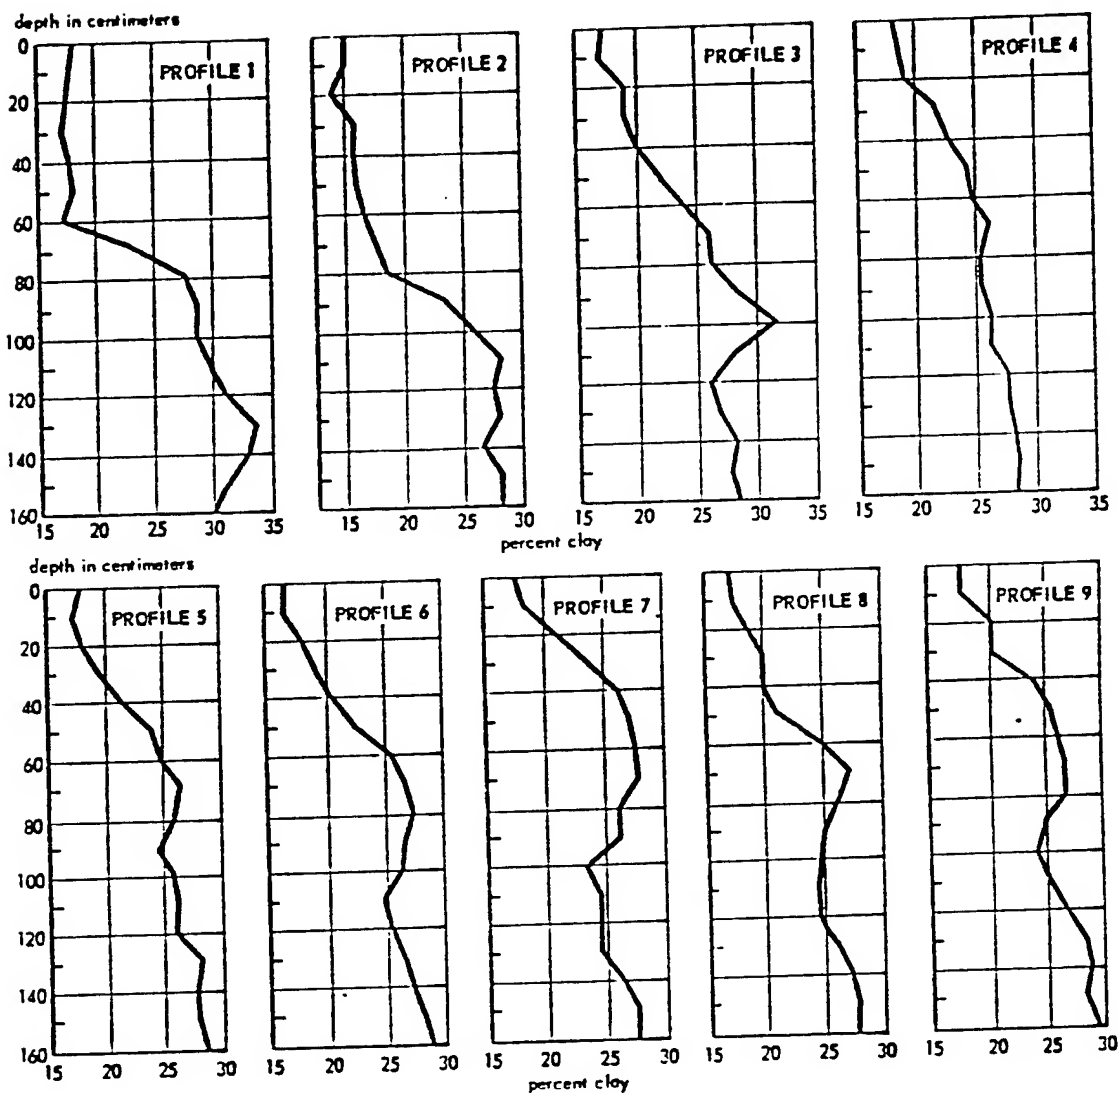 depth in centimeters
PROFILE 1 PROFILE 2 PROFILE 3 PROFILE 4
0
20
40
60
80
100
120
140
160
15 20 25 30 35 15 20 25 30 15 20 25 30 35 15 20 25 30 35
percent clay
depth in centimeters
PROFILE 5 PROFILE 6 PROFILE 7 PROFILE 8 PROFILE 9
0
20
40
60
80
100
120
140
160
15 20 25 30 15 20 25 30 15 20 25 30 15 20 25 30 15 20 25 30
percent clay